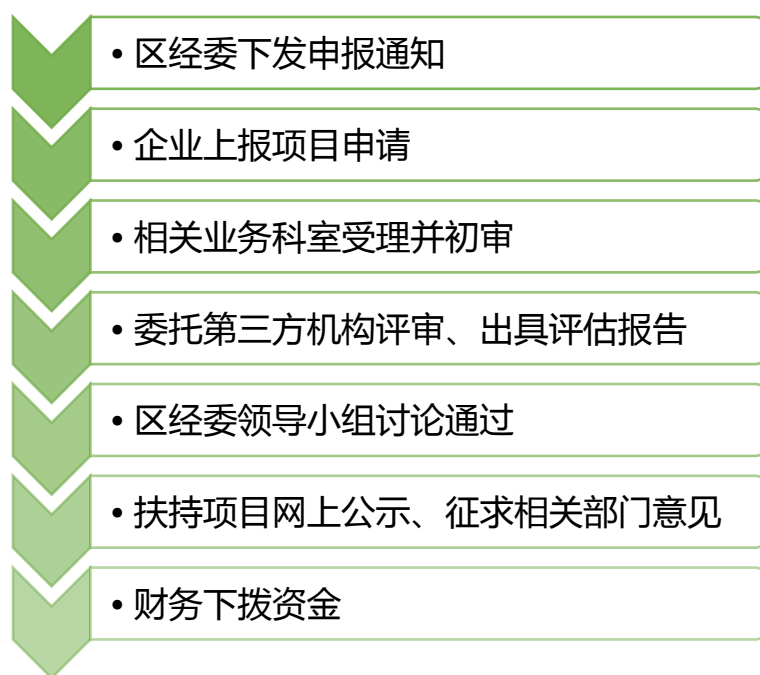 • 区经委下发申报通知
• 企业上报项目申请
• 相关业务科室受理并初审
• 委托第三方机构评审、出具评估报告
• 区经委领导小组讨论通过
• 扶持项目网上公示、征求相关部门意见
• 财务下拨资金